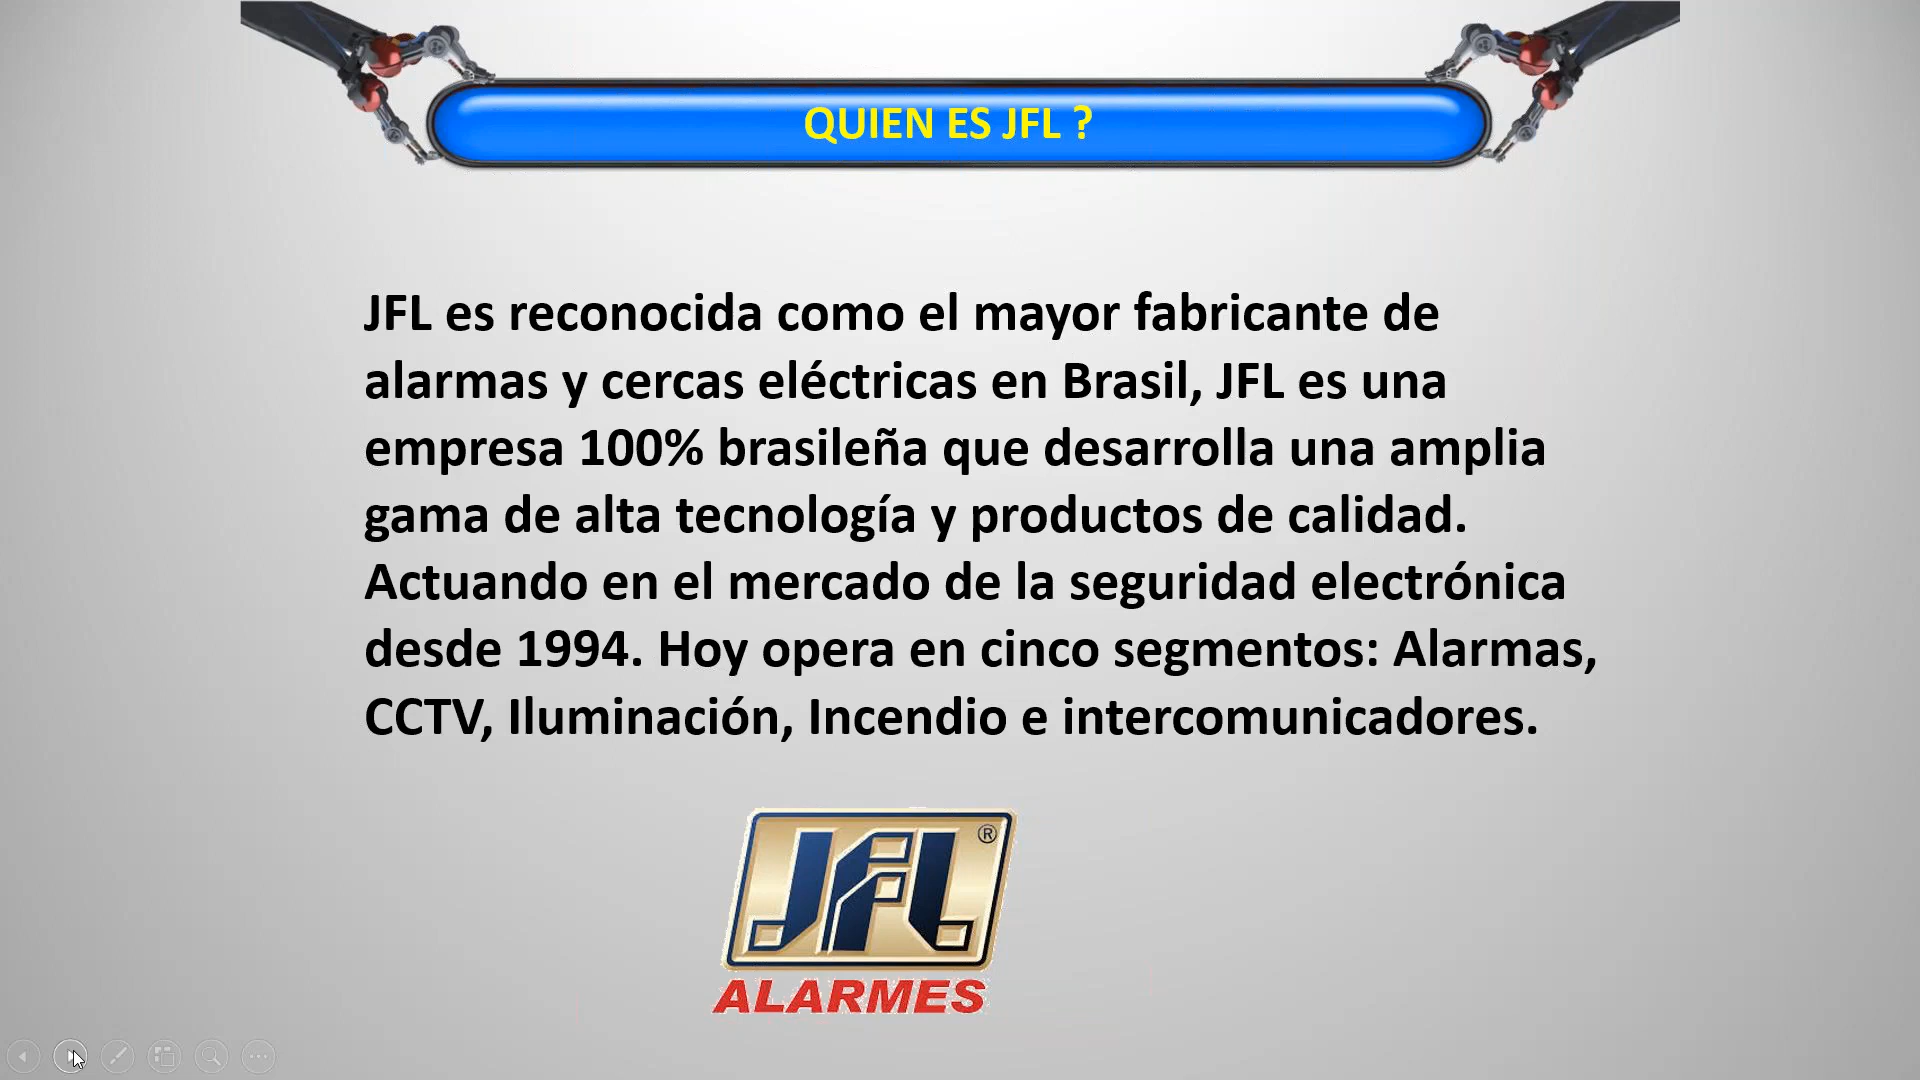 QUIEN ES JFL ?
JFL es reconocida como el mayor fabricante de
alarmas y cercas eléctricas en Brasil, JFL es una
empresa 100% brasileña que desarrolla una amplia
gama de alta tecnología y productos de calidad.
Actuando en el mercado de la seguridad electrónica
desde 1994. Hoy opera en cinco segmentos: Alarmas,
CCTV, Iluminación, Incendio e intercomunicadores.
JFL ®
ALARMES